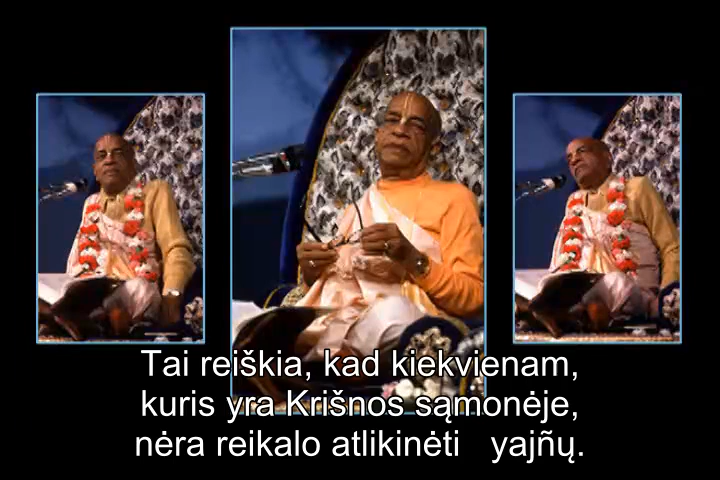 Tai reiškia, kad kiekvienam,
kuris yra Krišnos sąmonėje,
nėra reikalo atlikinėti yajñų.